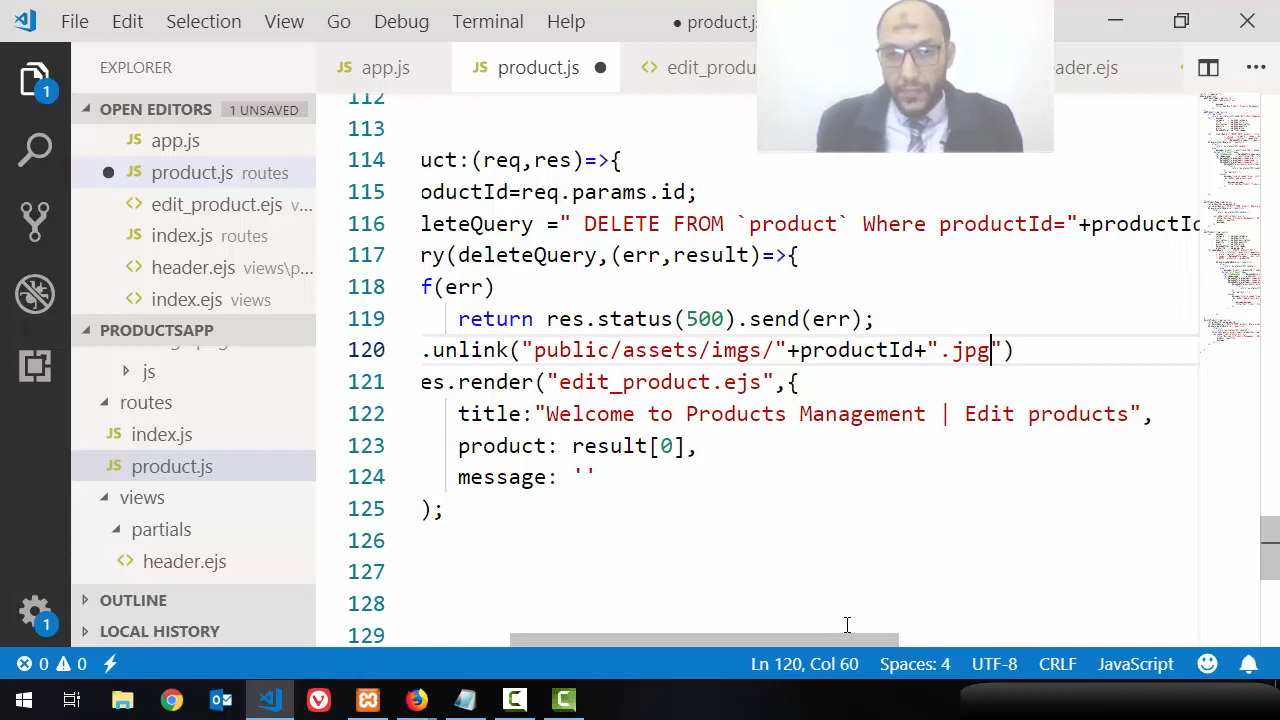 File Edit Selection View Go Debug Terminal Help ● product.js
EXPLORER
JS app.js
JS product.js ●
<> edit_produ
eader.ejs
OPEN EDITORS 1 UNSAVED
JS app.js
● JS product.js routes
<> edit_product.ejs v...
JS index.js routes
<> header.ejs views\p...
<> index.ejs views
PRODUCTSAPP
js
routes
JS index.js
JS product.js
views
partials
<> header.ejs
OUTLINE
LOCAL HISTORY
1
1
112
113
114 uct:(req,res)=>{
115 oductId=req.params.id;
116 leteQuery =" DELETE FROM `product` Where productId="+productId
117 ry(deleteQuery,(err,result)=>{
118 f(err)
119 return res.status(500).send(err);
120 .unlink("public/assets/imgs/"+productId+".jpg")
121 es.render("edit_product.ejs",{
122 title:"Welcome to Products Management | Edit products",
123 product: result[0],
124 message: ''
125 );
126
127
128
129
0 0 Ln 120, Col 60 Spaces: 4 UTF-8 CRLF JavaScript